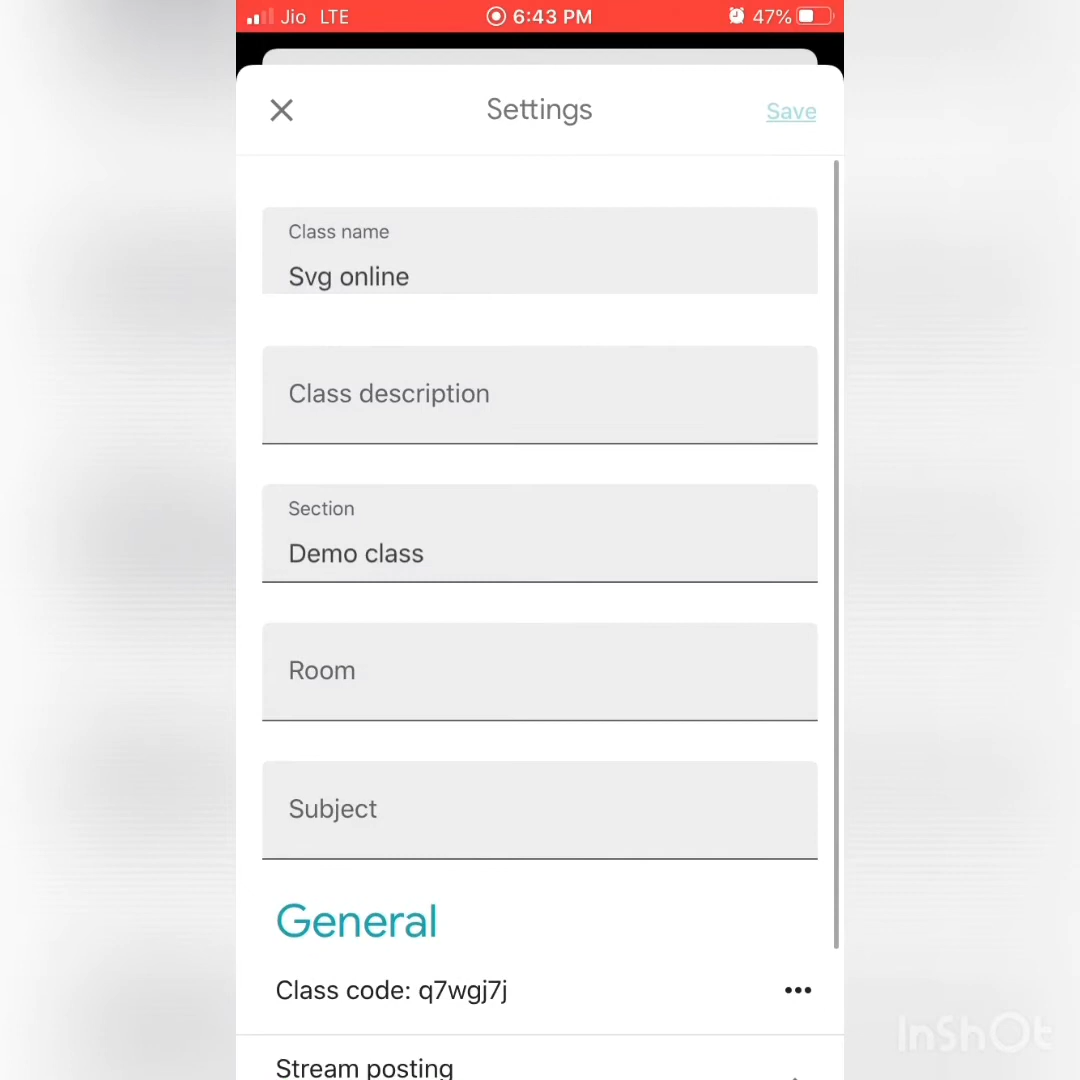 Jio LTE 6:43 PM 47%
Settings
Save
Class name
Svg online
Class description
Section
Demo class
Room
Subject
General
Class code: q7wgj7j
Stream posting
InShOt